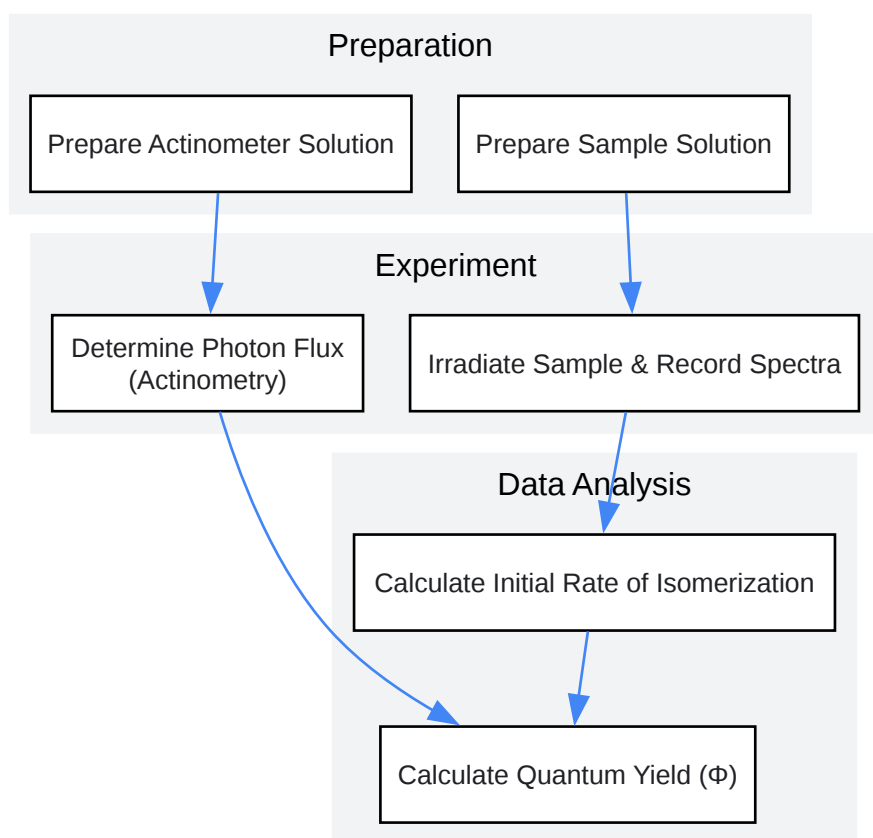 Preparation
Prepare Actinometer Solution
Prepare Sample Solution
Experiment
Determine Photon Flux
(Actinometry)
Irradiate Sample & Record Spectra
Data Analysis
Calculate Initial Rate of Isomerization
Calculate Quantum Yield (Φ)